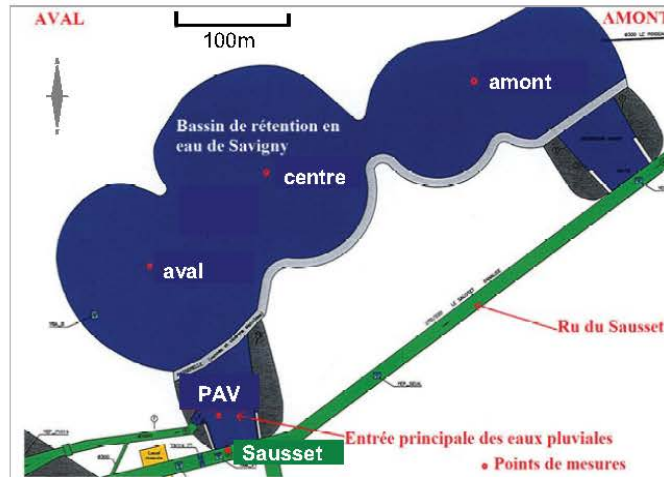 AVAL
AMONT
100m
amont
Bassin de rétention en
eau de Savigny
centre
aval
Ru du Sausset
PAV
Entrée principale des eaux pluviales
Sausset
Points de mesures